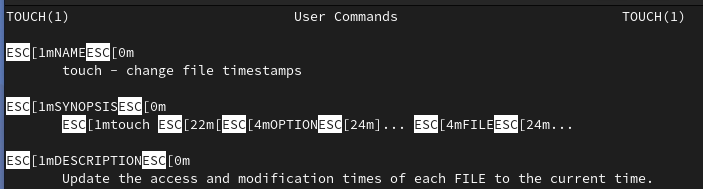 TOUCH(1) User Commands TOUCH(1)
ESC[1mNAMEESC[0m
touch - change file timestamps
ESC[1mSYNOPSISESC[0m
ESC[1mtouch ESC[22m[ESC[4mOPTIONESC[24m]... ESC[4mFILEESC[24m...
ESC[1mDESCRIPTIONESC[0m
Update the access and modification times of each FILE to the current time.